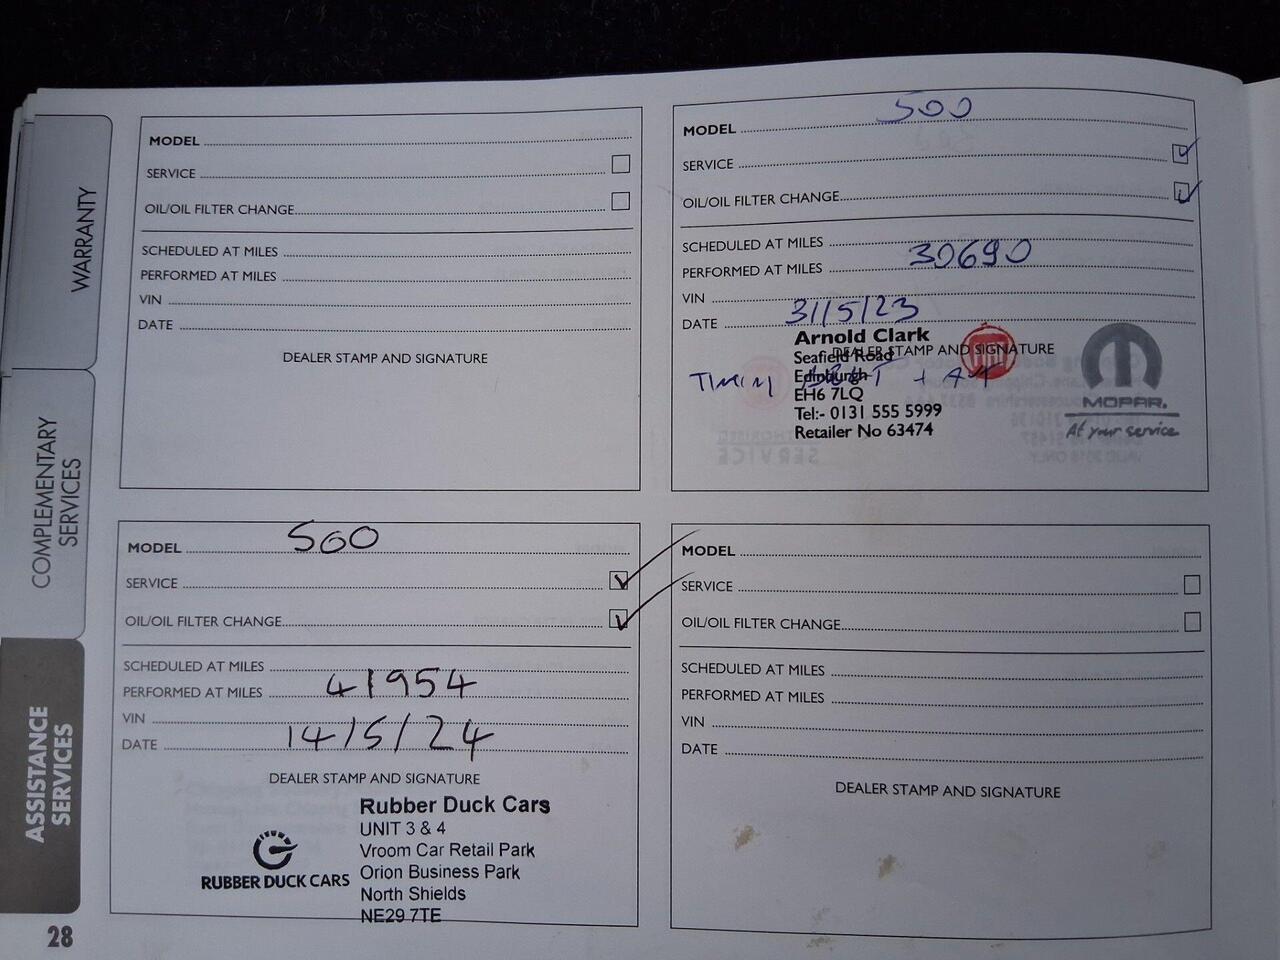 WARRANTY
COMPLEMENTARY
SERVICES
ASSISTANCE
SERVICES
MODEL
SERVICE
OIL/OIL FILTER CHANGE
SCHEDULED AT MILES
PERFORMED AT MILES
VIN
DATE
DEALER STAMP AND SIGNATURE
MODEL 500
SERVICE
OIL/OIL FILTER CHANGE
SCHEDULED AT MILES
PERFORMED AT MILES 30690
VIN
DATE 31/5/23
Arnold Clark
DEALER STAMP AND SIGNATURE
Seafield Road
Edinburgh
EH6 7LQ
Tel:- 0131 555 5999
Retailer No 63474
MOPAR.
At your service
MODEL 500
SERVICE
OIL/OIL FILTER CHANGE
SCHEDULED AT MILES
PERFORMED AT MILES 41954
VIN
DATE 14/5/24
DEALER STAMP AND SIGNATURE
RUBBER DUCK CARS
Rubber Duck Cars
UNIT 3 & 4
Vroom Car Retail Park
Orion Business Park
North Shields
NE29 7TE
MODEL
SERVICE
OIL/OIL FILTER CHANGE
SCHEDULED AT MILES
PERFORMED AT MILES
VIN
DATE
DEALER STAMP AND SIGNATURE
28